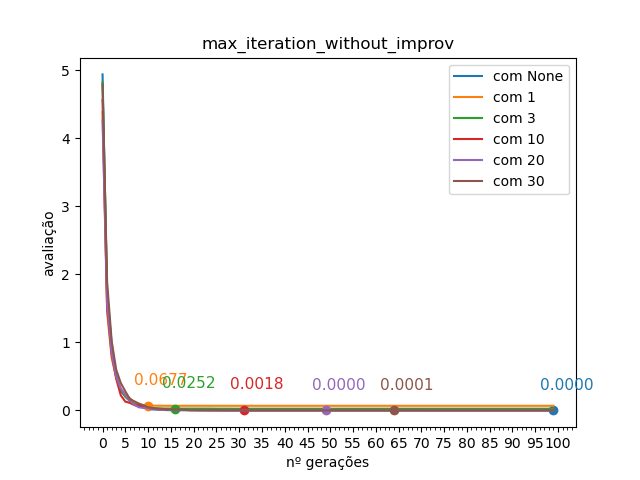 max_iteration_without_improv
com None
com 1
com 3
com 10
com 20
com 30
avaliação
5
4
3
2
1
0
0.0677
0.0252
0.0018
0.0000
0.0001
0.0000
0 5 10 15 20 25 30 35 40 45 50 55 60 65 70 75 80 85 90 95 100
nº gerações